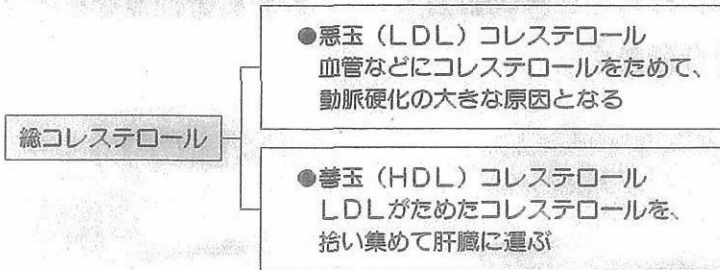 ●悪玉（LDL）コレステロール
血管などにコレステロールをためて、
動脈硬化の大きな原因となる
総コレステロール
●善玉（HDL）コレステロール
LDLがためたコレステロールを、
拾い集めて肝臓に運ぶ